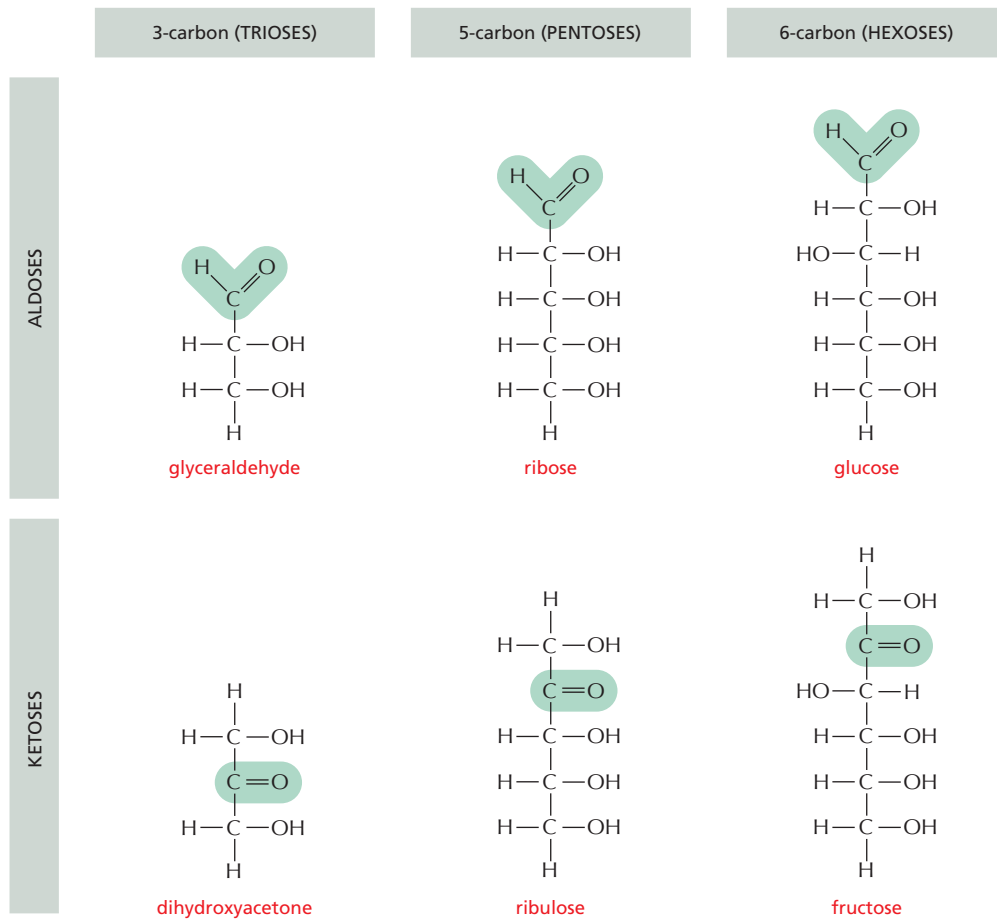 3-carbon (TRIOSES)
5-carbon (PENTOSES)
6-carbon (HEXOSES)
ALDOSES
H O
C
H—C—OH
H—C—OH
H
glyceraldehyde
H O
C
H—C—OH
H—C—OH
H—C—OH
H—C—OH
H
ribose
H O
C
H—C—OH
HO—C—H
H—C—OH
H—C—OH
H—C—OH
H
glucose
KETOSES
H
H—C—OH
C=O
H—C—OH
H
dihydroxyacetone
H
H—C—OH
C=O
H—C—OH
H—C—OH
H—C—OH
H
ribulose
H
H—C—OH
C=O
HO—C—H
H—C—OH
H—C—OH
H—C—OH
H
fructose